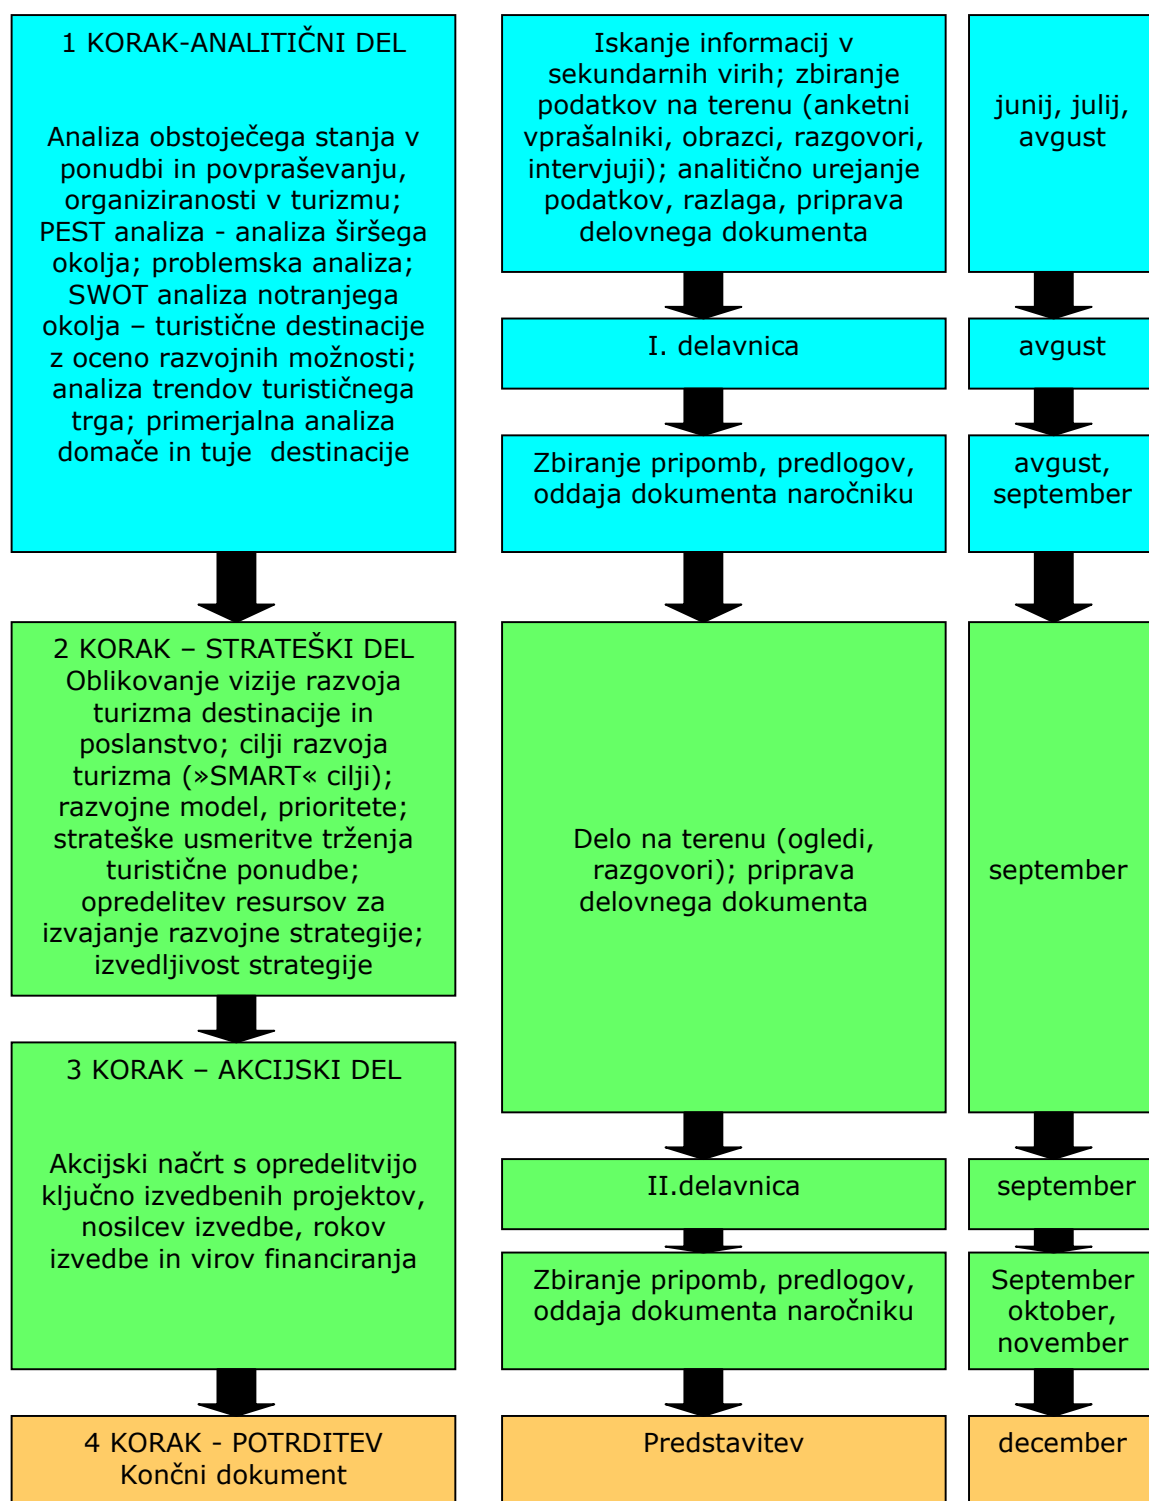 1 KORAK-ANALITIČNI DEL
Analiza obstoječega stanja v
ponudbi in povpraševanju,
organiziranosti v turizmu;
PEST analiza - analiza širšega
okolja; problemska analiza;
SWOT analiza notranjega
okolja – turistične destinacije
z oceno razvojnih možnosti;
analiza trendov turističnega
trga; primerjalna analiza
domače in tuje destinacije
Iskanje informacij v
sekundarnih virih; zbiranje
podatkov na terenu (anketni
vprašalniki, obrazci, razgovori,
intervjuji); analitično urejanje
podatkov, razlaga, priprava
delovnega dokumenta
junij, julij,
avgust
I. delavnica
avgust
Zbiranje pripomb, predlogov,
oddaja dokumenta naročniku
avgust,
september
2 KORAK – STRATEŠKI DEL
Oblikovanje vizije razvoja
turizma destinacije in
poslanstvo; cilji razvoja
turizma (»SMART« cilji);
razvojne model, prioritete;
strateške usmeritve trženja
turistične ponudbe;
opredelitev resursov za
izvajanje razvojne strategije;
izvedljivost strategije
Delo na terenu (ogledi,
razgovori); priprava
delovnega dokumenta
september
3 KORAK – AKCIJSKI DEL
Akcijski načrt s opredelitvijo
ključno izvedbenih projektov,
nosilcev izvedbe, rokov
izvedbe in virov financiranja
II.delavnica
september
Zbiranje pripomb, predlogov,
oddaja dokumenta naročniku
September
oktober,
november
4 KORAK - POTRDITEV
Končni dokument
Predstavitev
december